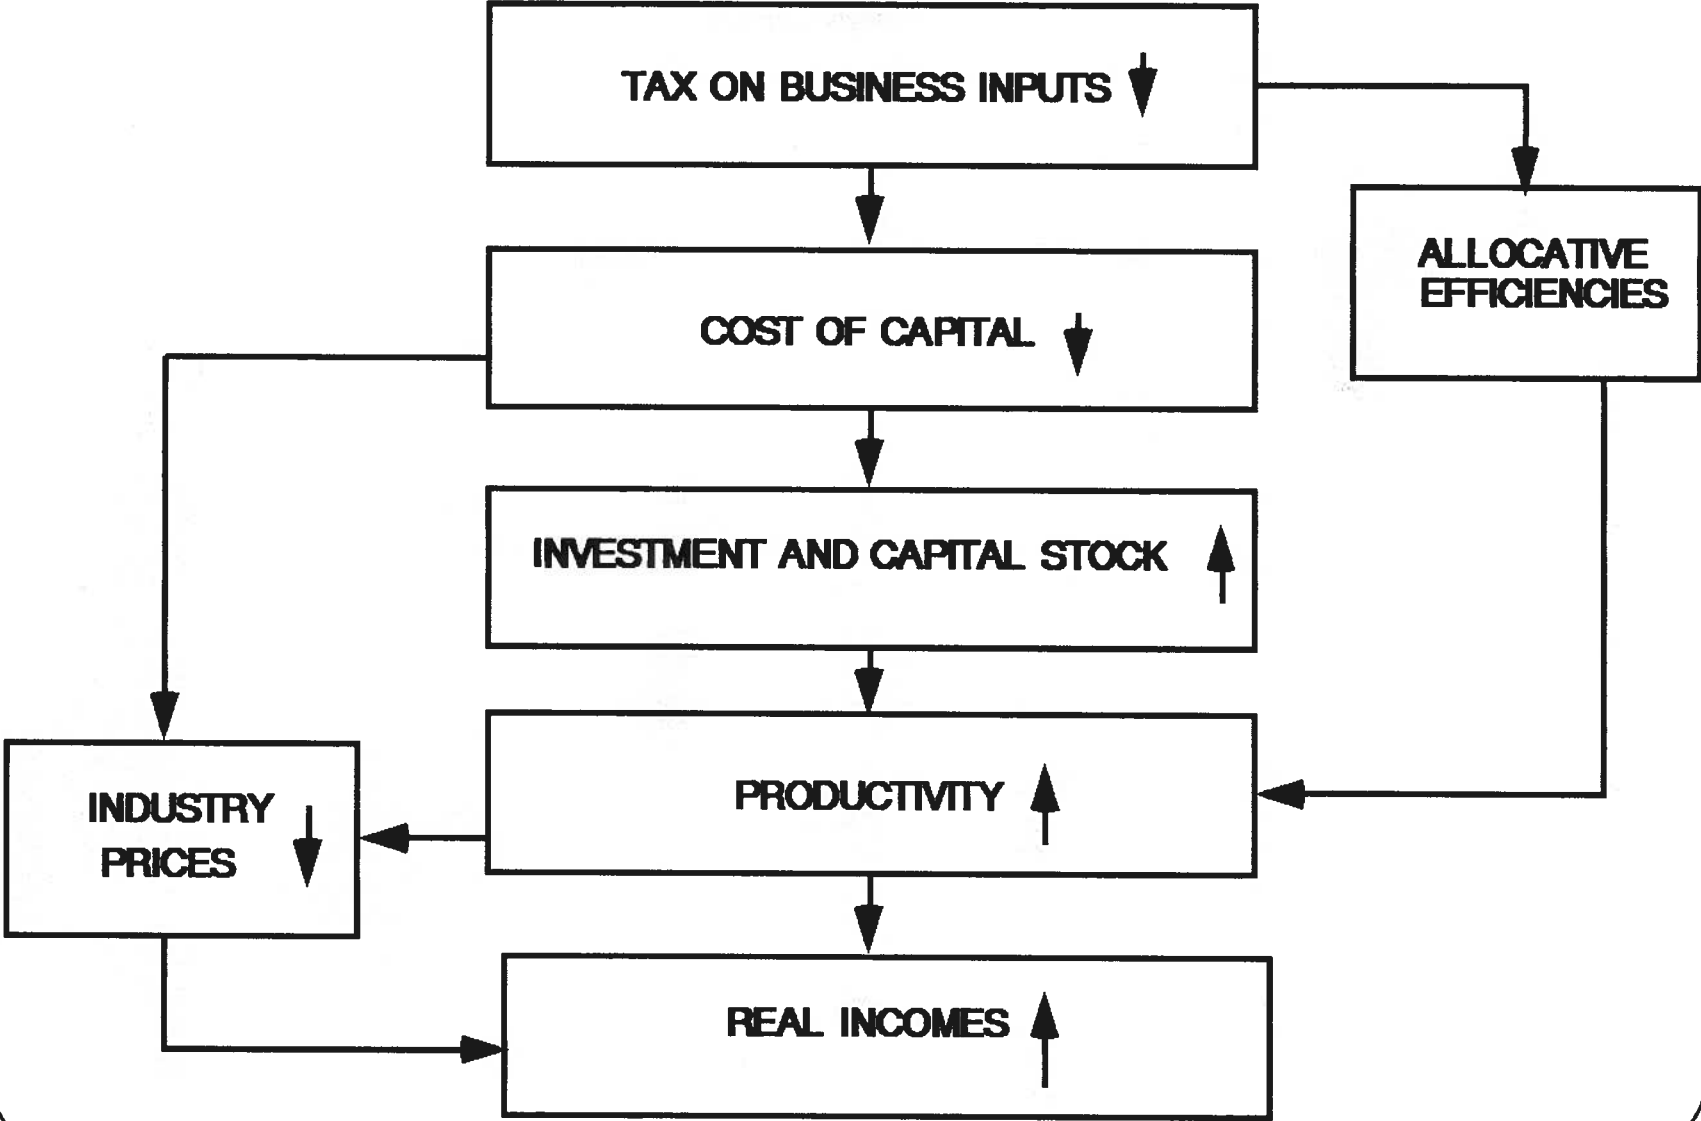 TAX ON BUSINESS INPUTS
ALLOCATIVE
EFFICIENCIES
COST OF CAPITAL
INVESTMENT AND CAPITAL STOCK
PRODUCTIVITY
INDUSTRY
PRICES
REAL INCOMES